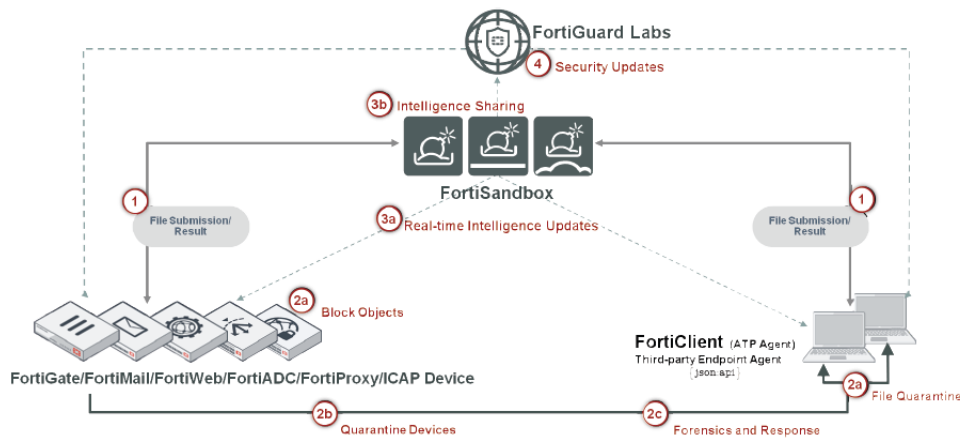 FortiGuard Labs
4 Security Updates
3b Intelligence Sharing
FortiSandbox
1
File Submission/
Result
1
File Submission/
Result
3a Real-time Intelligence Updates
2a Block Objects
FortiClient (ATP Agent)
Third-party Endpoint Agent
{json:api}
FortiGate/FortiMail/FortiWeb/FortiADC/FortiProxy/ICAP Device
2a File Quarantine
2b Quarantine Devices
2c Forensics and Response